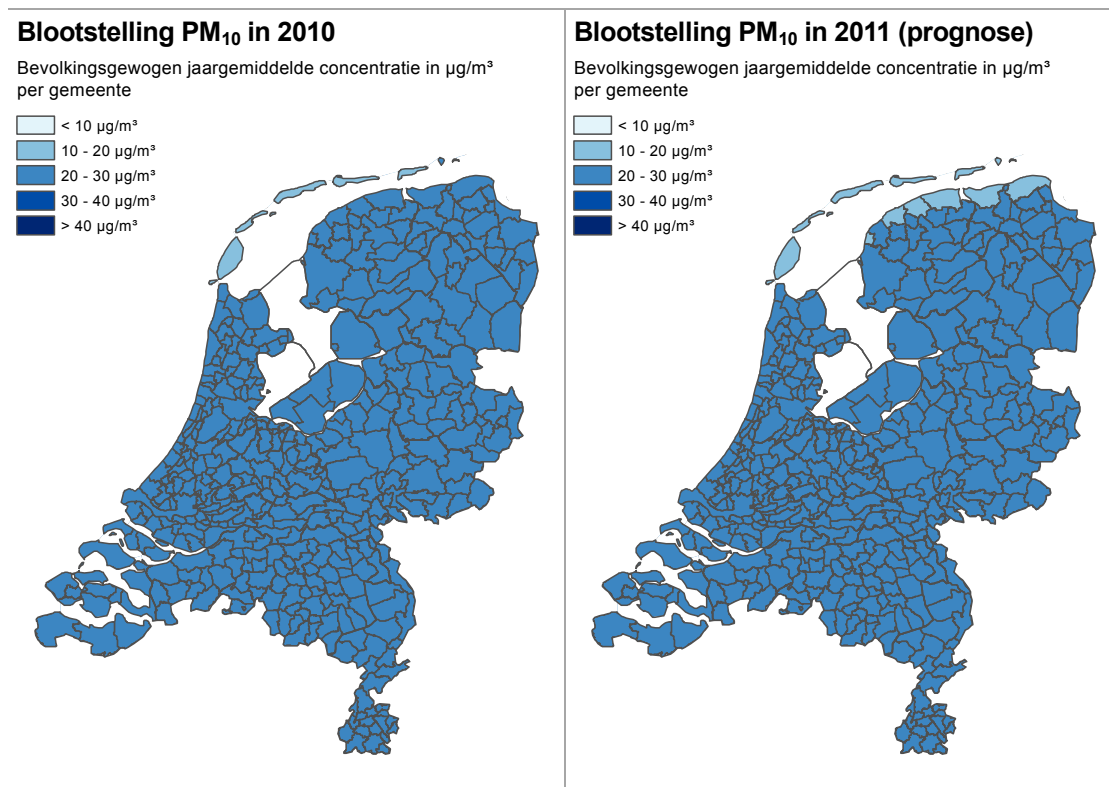 Blootstelling PM₁₀ in 2010
Bevolkingsgewogen jaargemiddelde concentratie in µg/m³
per gemeente
< 10 µg/m³
10 - 20 µg/m³
20 - 30 µg/m³
30 - 40 µg/m³
> 40 µg/m³
Blootstelling PM₁₀ in 2011 (prognose)
Bevolkingsgewogen jaargemiddelde concentratie in µg/m³
per gemeente
< 10 µg/m³
10 - 20 µg/m³
20 - 30 µg/m³
30 - 40 µg/m³
> 40 µg/m³